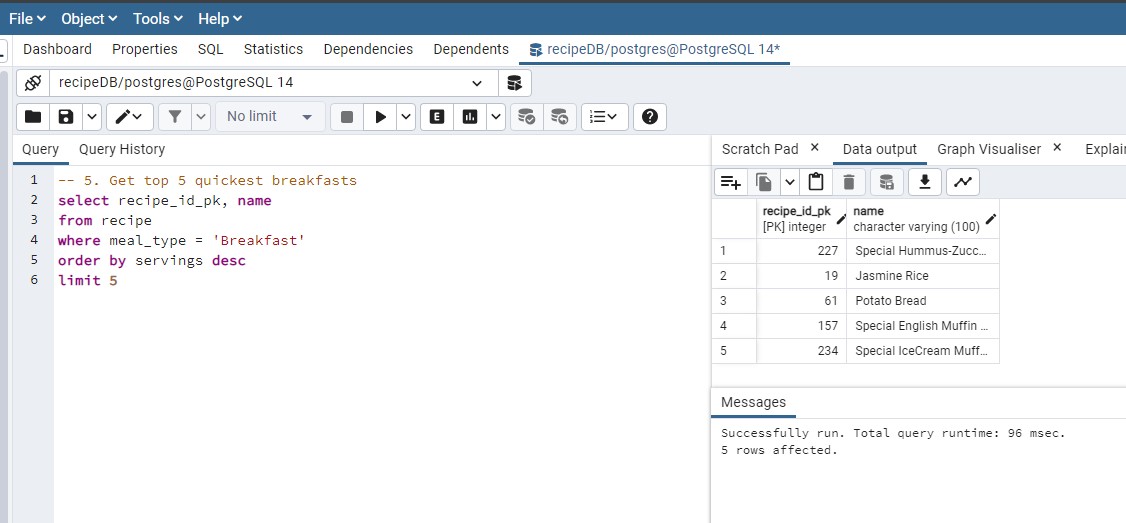 File Object Tools Help
Dashboard Properties SQL Statistics Dependencies Dependents recipeDB/postgres@PostgreSQL 14*
recipeDB/postgres@PostgreSQL 14
No limit E
Query Query History
1 -- 5. Get top 5 quickest breakfasts
2 select recipe_id_pk, name
3 from recipe
4 where meal_type = 'Breakfast'
5 order by servings desc
6 limit 5
Scratch Pad Data output Graph Visualiser Explai
recipe_id_pk name
[PK] integer character varying (100)
1 227 Special Hummus-Zucc...
2 19 Jasmine Rice
3 61 Potato Bread
4 157 Special English Muffin ...
5 234 Special IceCream Muff...
Messages
Successfully run. Total query runtime: 96 msec.
5 rows affected.